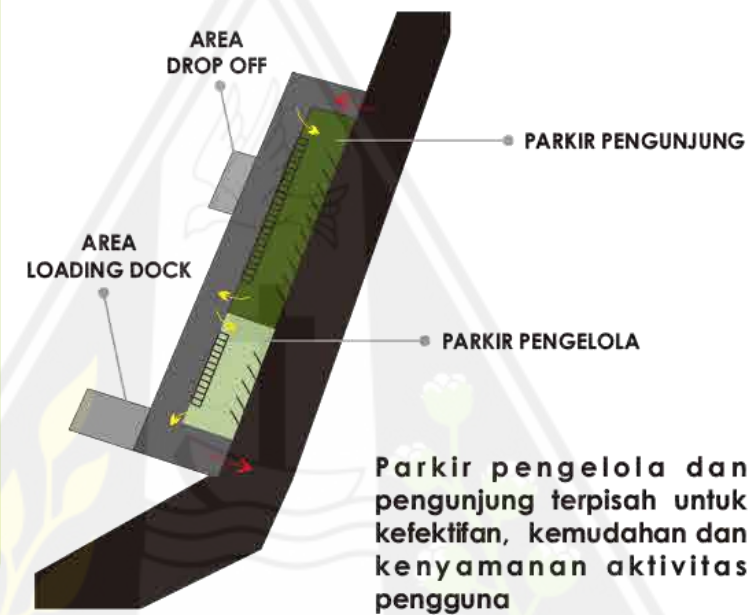 AREA
DROP OFF
PARKIR PENGUNJUNG
AREA
LOADING DOCK
PARKIR PENGELOLA
Parkir pengelola dan
pengunjung terpisah untuk
kefektifan, kemudahan dan
kenyamanan aktivitas
pengguna